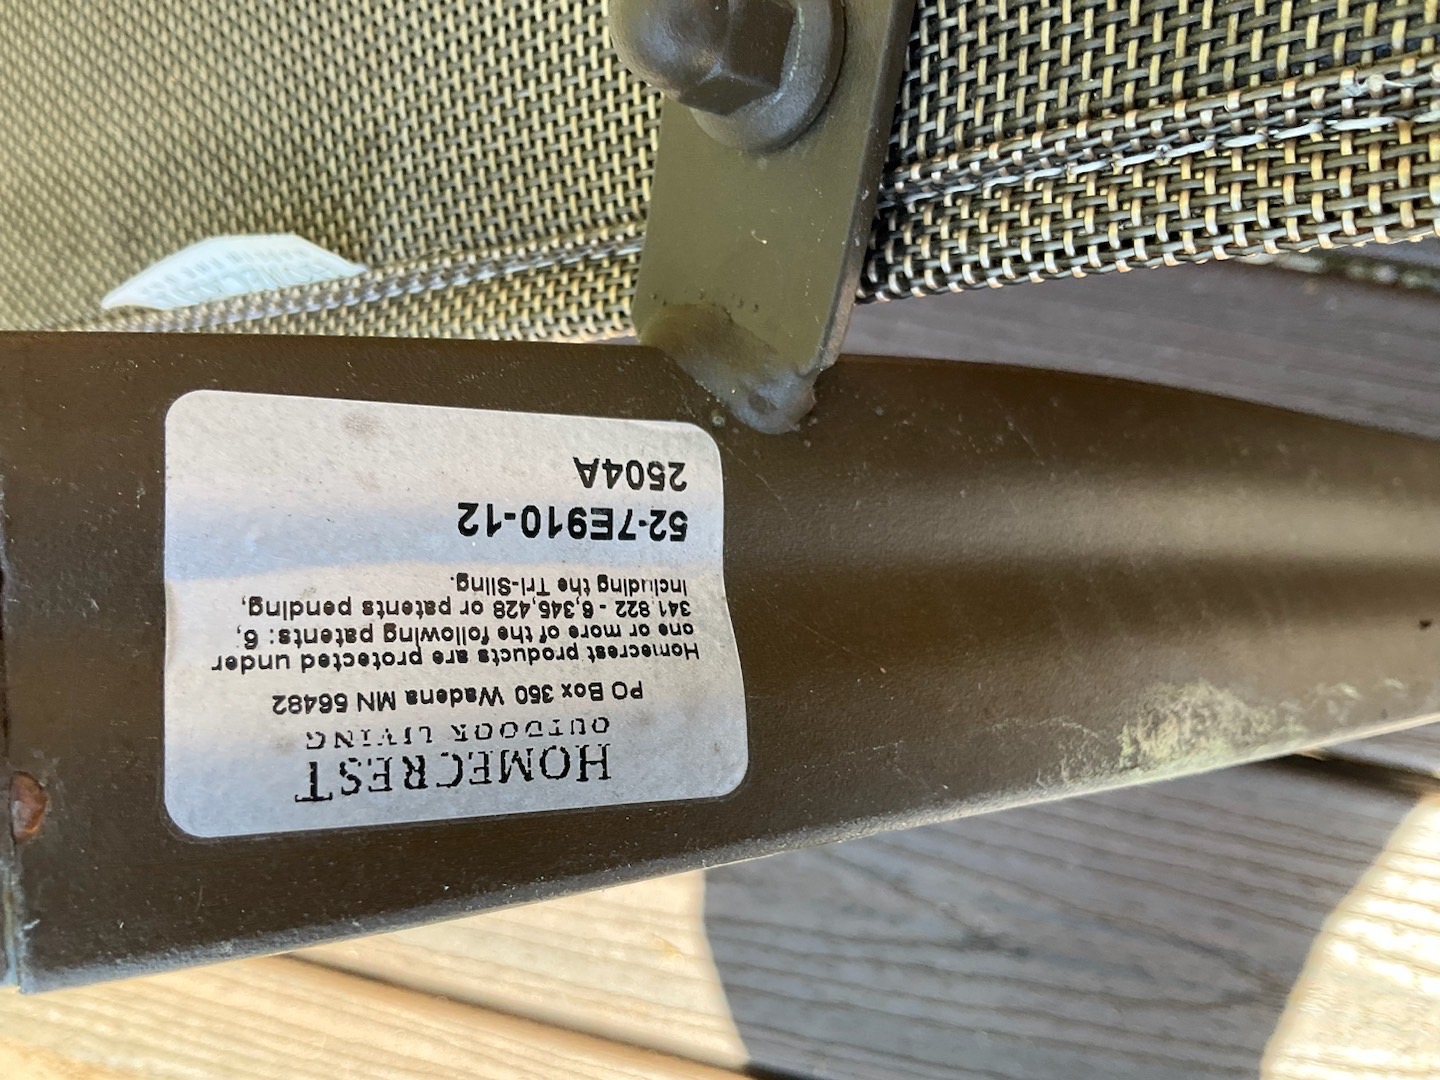 HOMECREST
OUTDOOR LIVING
PO Box 350 Wadena MN 56482
Homecrest products are protected under
one or more of the following patents: 6,
341,822 - 6,345,428 or patents pending,
including the Tri-Sling.
52-7E910-12
2504A